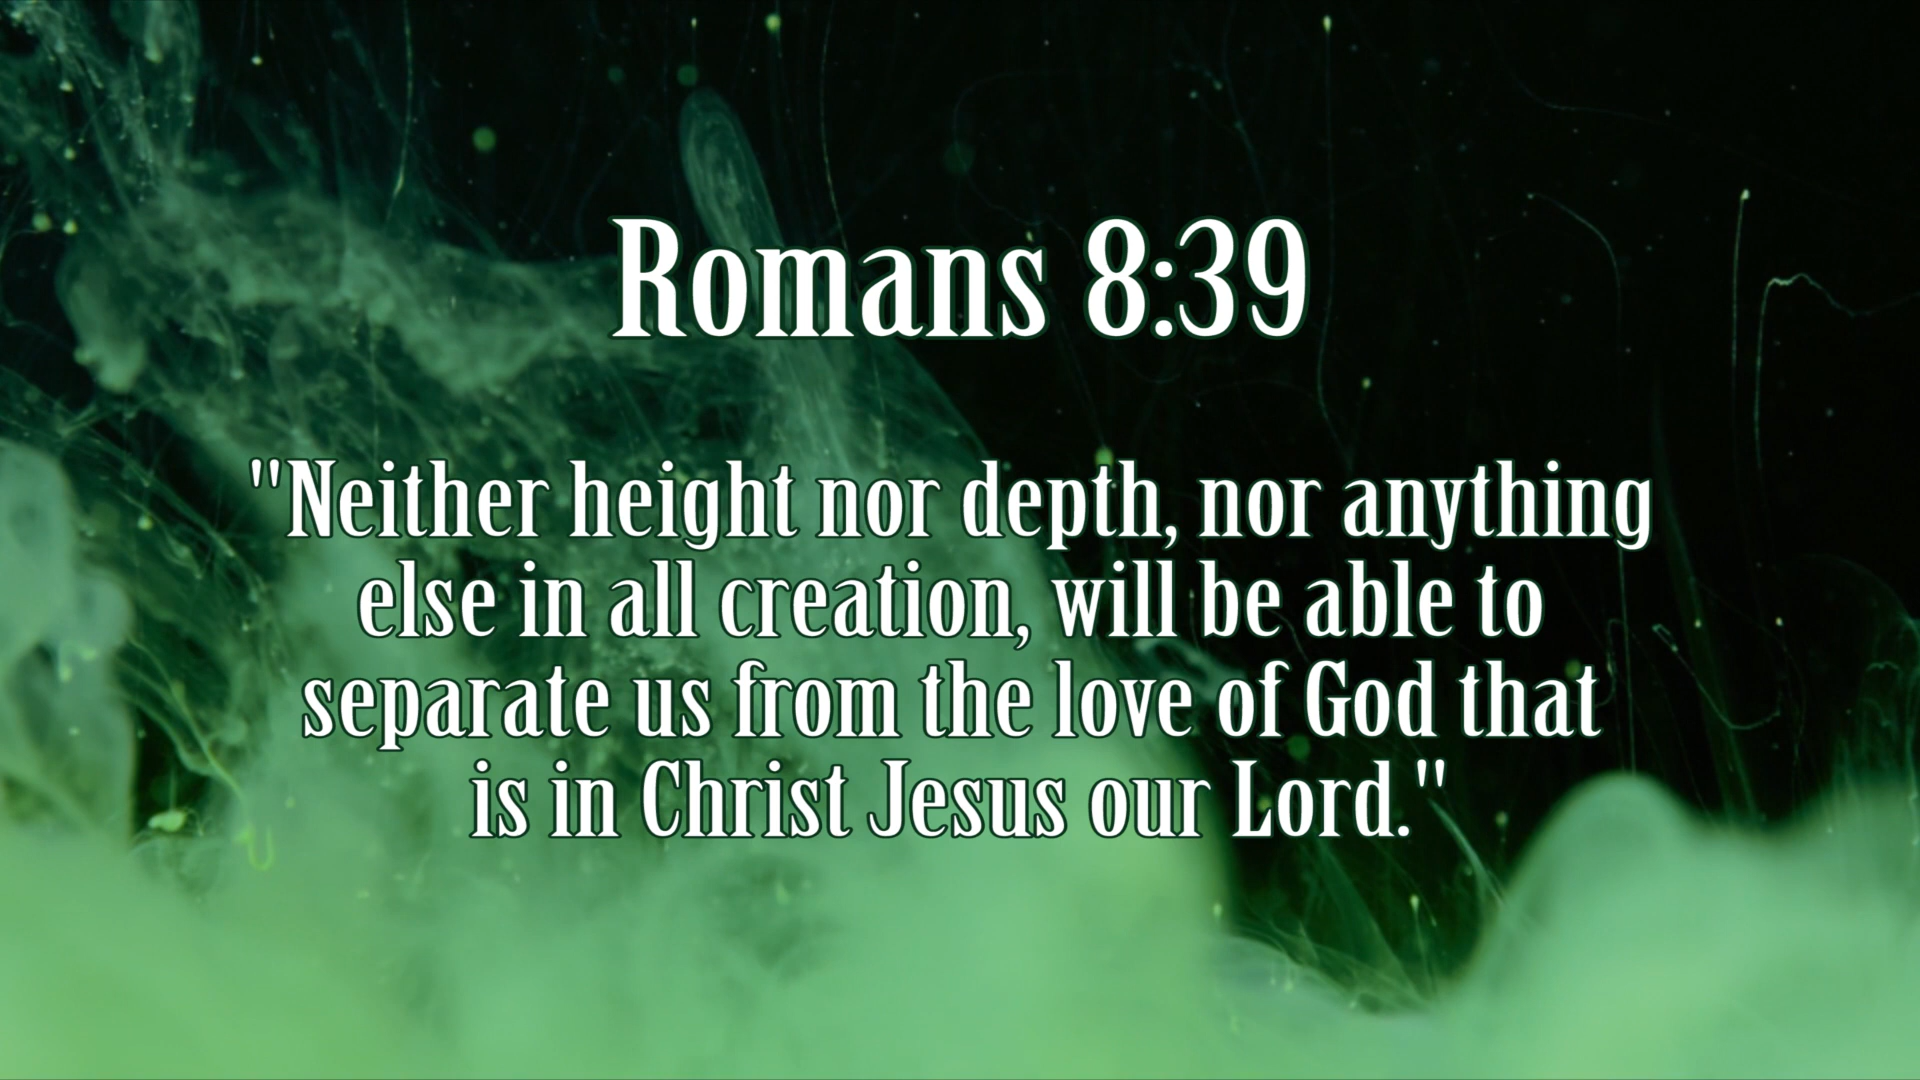 Romans 8:39
"Neither height nor depth, nor anything
else in all creation, will be able to
separate us from the love of God that
is in Christ Jesus our Lord."